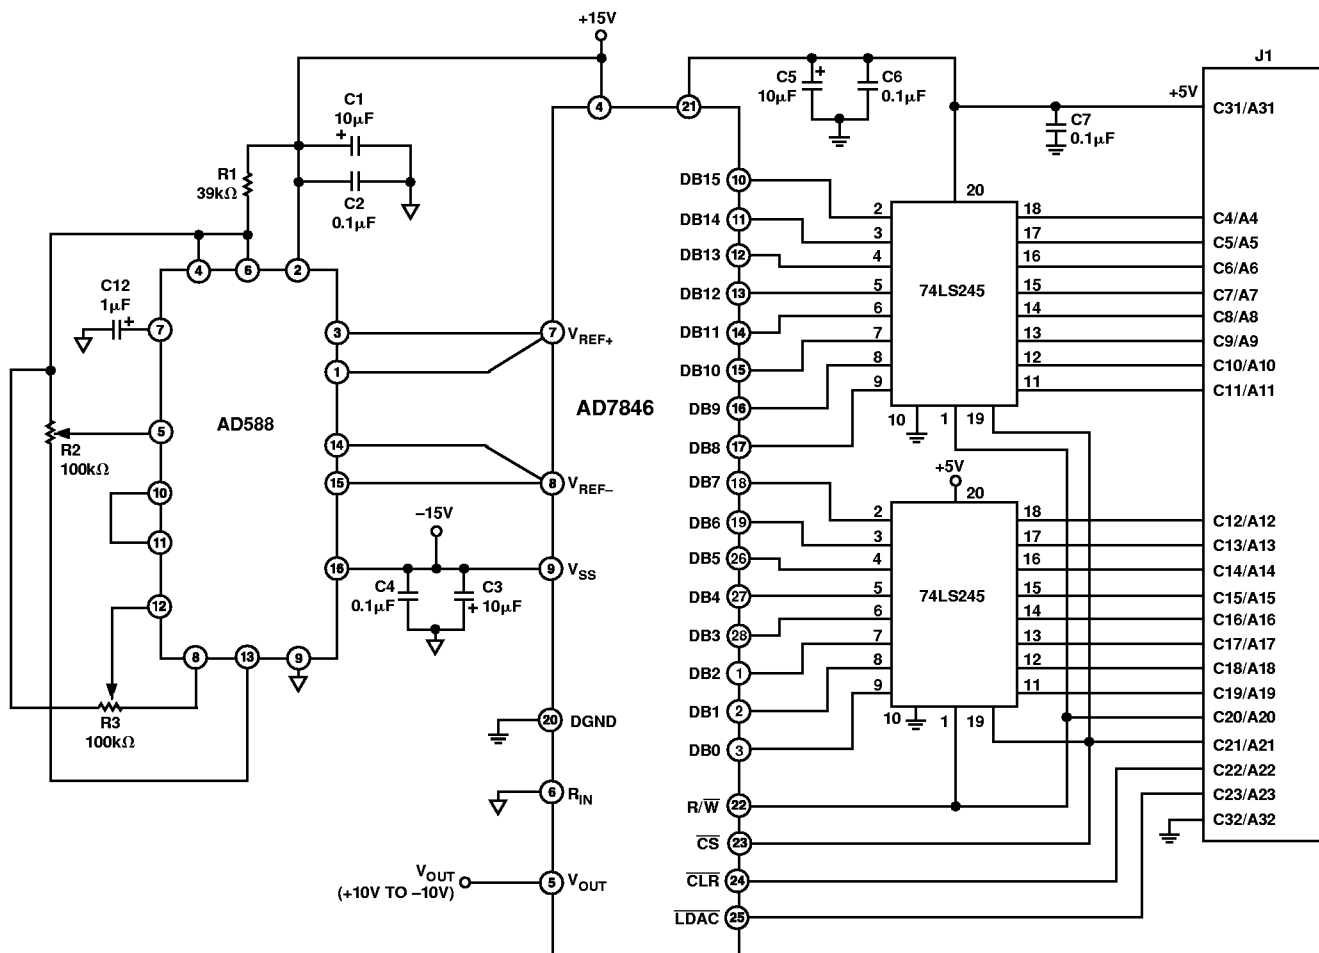 +15V
J1
C1
10µF
C5
10µF
+
C6
0.1µF
+5V
C31/A31
C7
0.1µF
4
21
+
R1
39kΩ
C2
0.1µF
DB15
10
20
2
18
C4/A4
DB14
11
3
17
C5/A5
DB13
12
4
16
C6/A6
4
6
2
C12
1µF
+
7
DB12
13
5
15
C7/A7
74LS245
3
7
VREF+
DB11
14
6
14
C8/A8
7
13
C9/A9
1
DB10
15
8
12
C10/A10
9
11
C11/A11
AD7846
DB9
16
AD588
10
1
19
5
R2
100kΩ
14
DB8
17
15
8
VREF–
DB7
18
+5V
20
10
2
18
C12/A12
–15V
DB6
19
3
17
C13/A13
11
DB5
26
4
16
C14/A14
16
9
VSS
C4
0.1µF
C3
+
10µF
DB4
27
5
15
C15/A15
74LS245
12
6
14
C16/A16
DB3
28
7
13
C17/A17
8
13
9
DB2
1
8
12
C18/A18
9
11
C19/A19
R3
100kΩ
DB1
2
10
1
19
C20/A20
20
DGND
DB0
3
C21/A21
C22/A22
6
RIN
C23/A23
R/W
22
C32/A32
CS
23
VOUT
(+10V TO –10V)
5
VOUT
CLR
24
LDAC
25